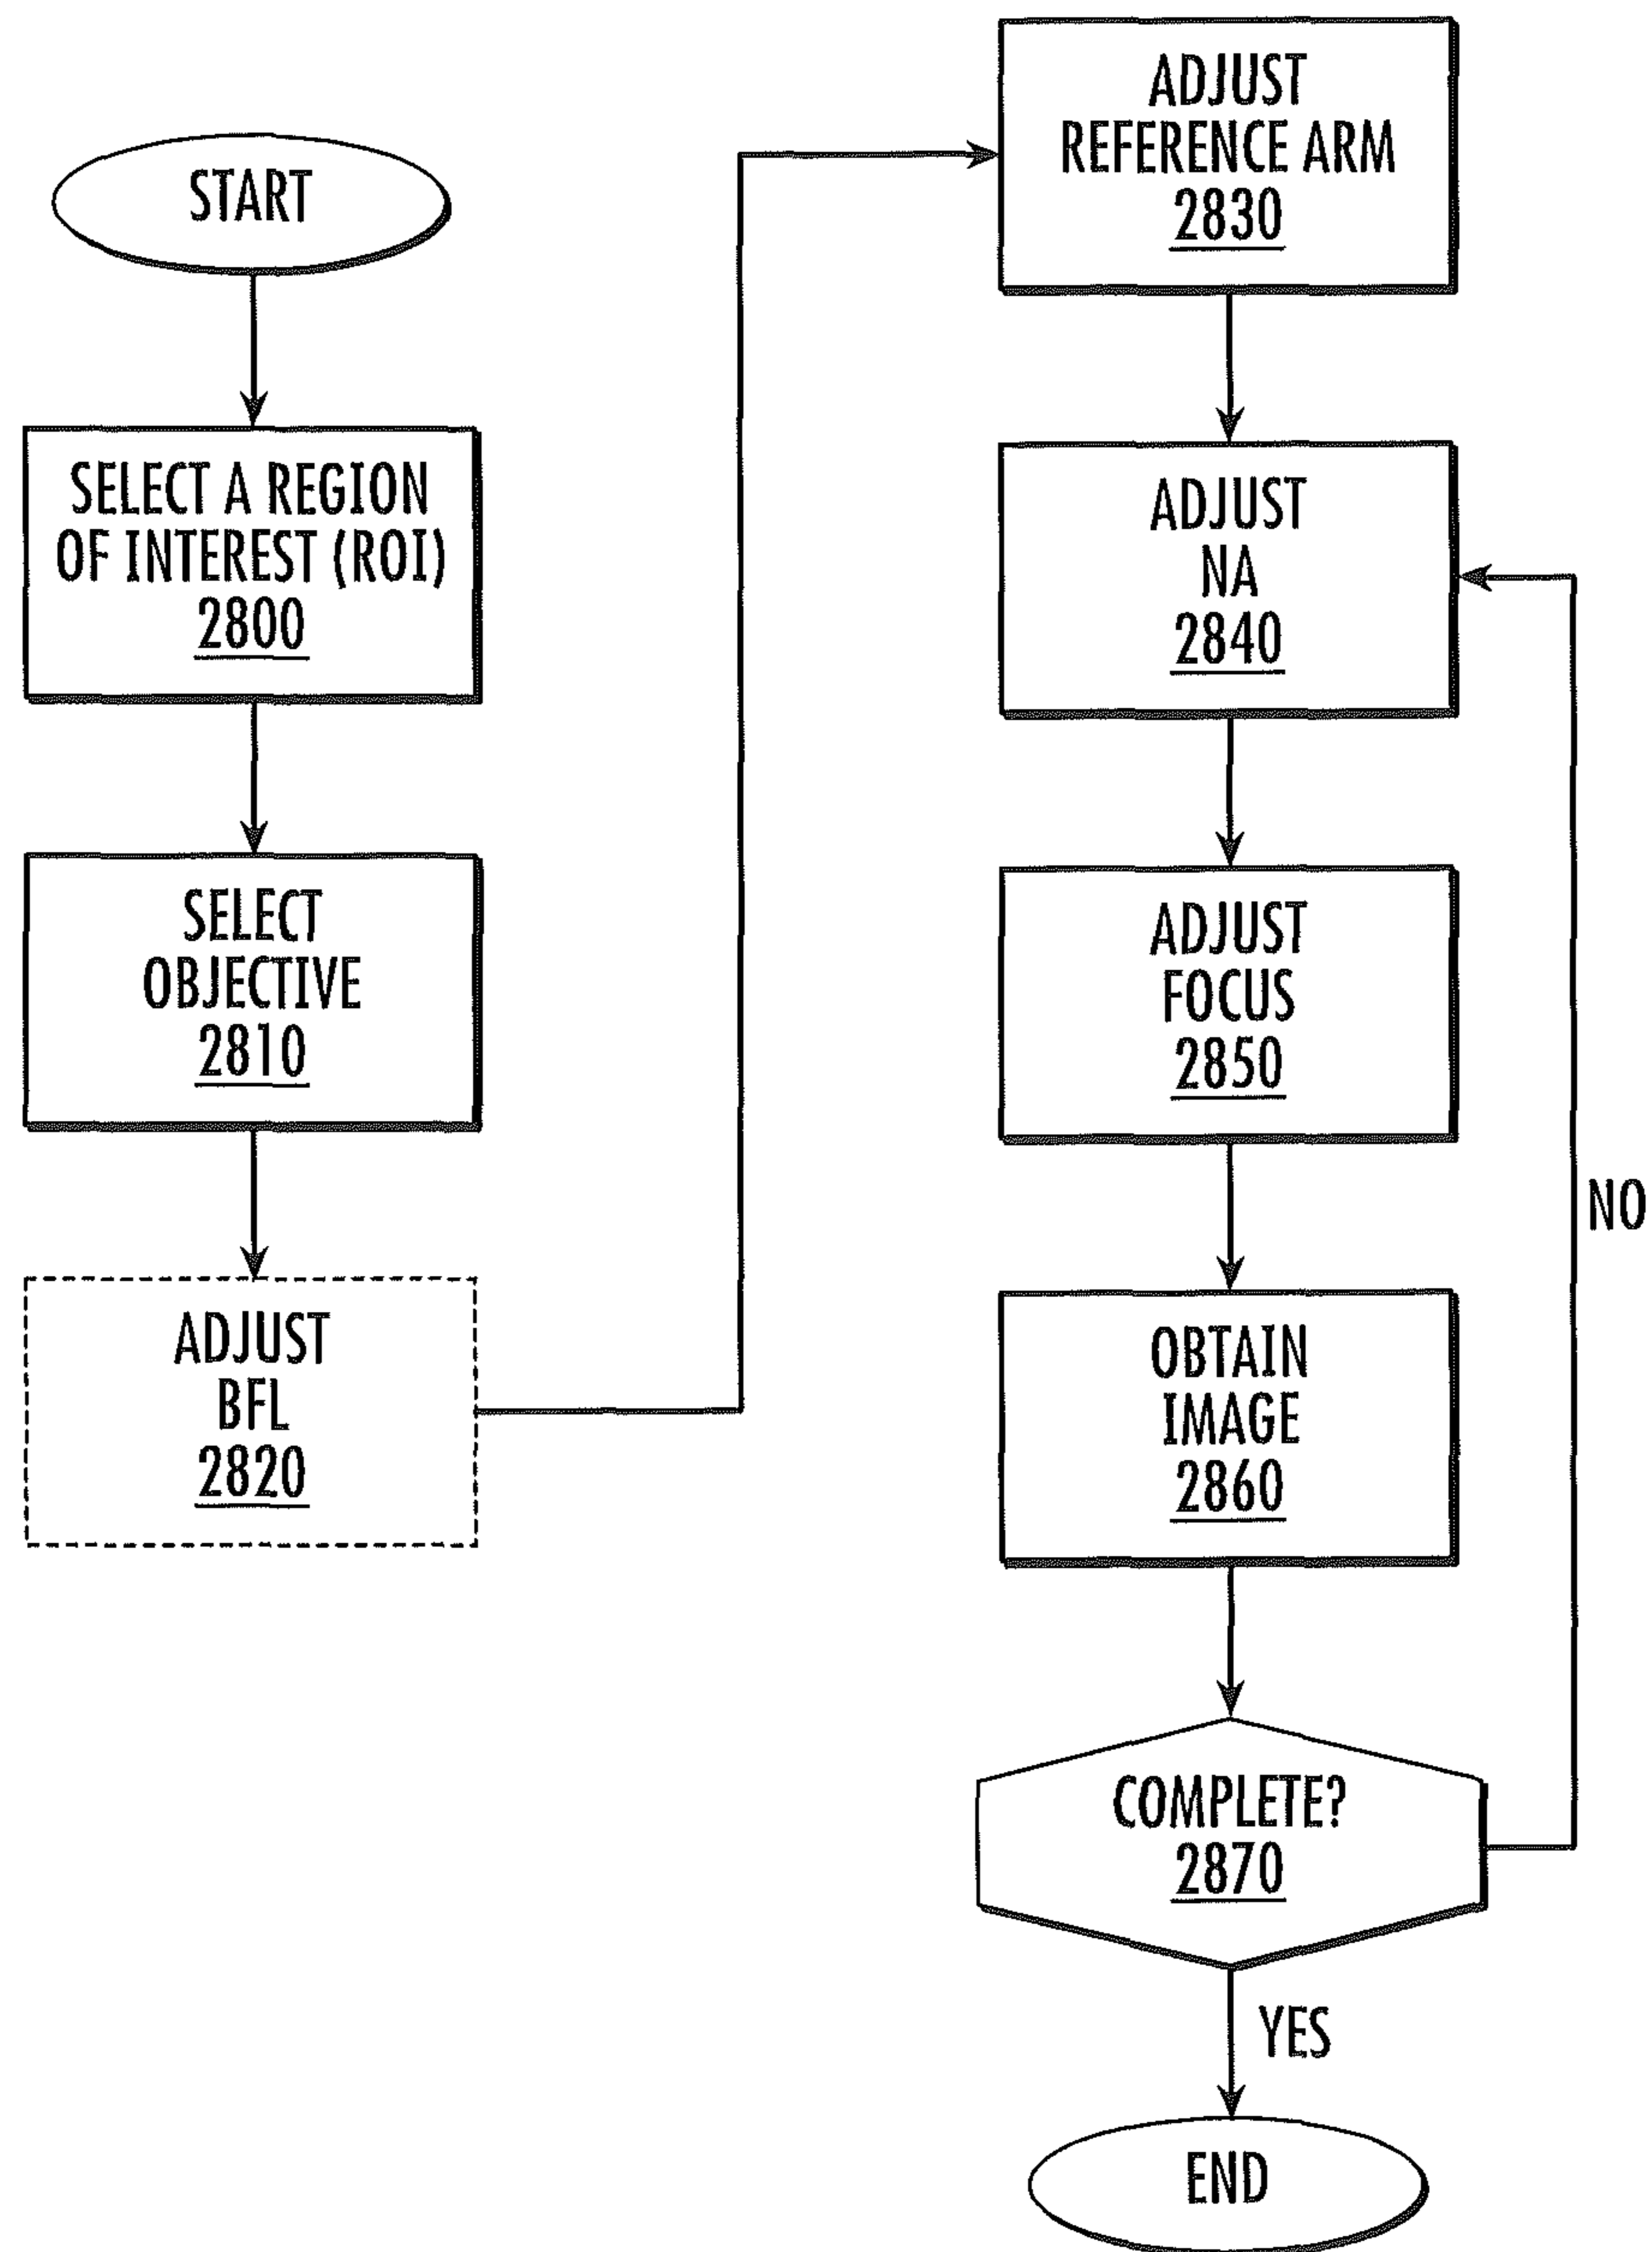 START
SELECT A REGION
OF INTEREST (ROI)
2800
SELECT
OBJECTIVE
2810
ADJUST
BFL
2820
ADJUST
REFERENCE ARM
2830
ADJUST
NA
2840
ADJUST
FOCUS
2850
OBTAIN
IMAGE
2860
COMPLETE?
2870
NO
YES
END